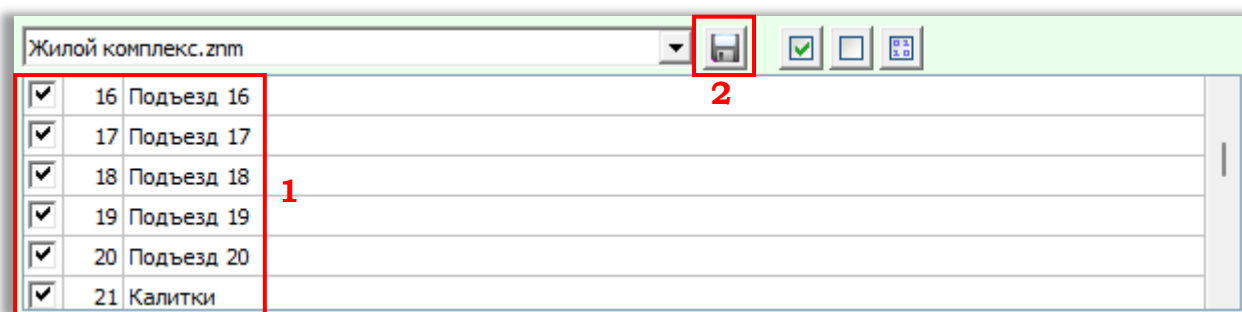 Жилой комплекс.znm
2
16 Подъезд 16
17 Подъезд 17
18 Подъезд 18
1
19 Подъезд 19
20 Подъезд 20
21 Калитки